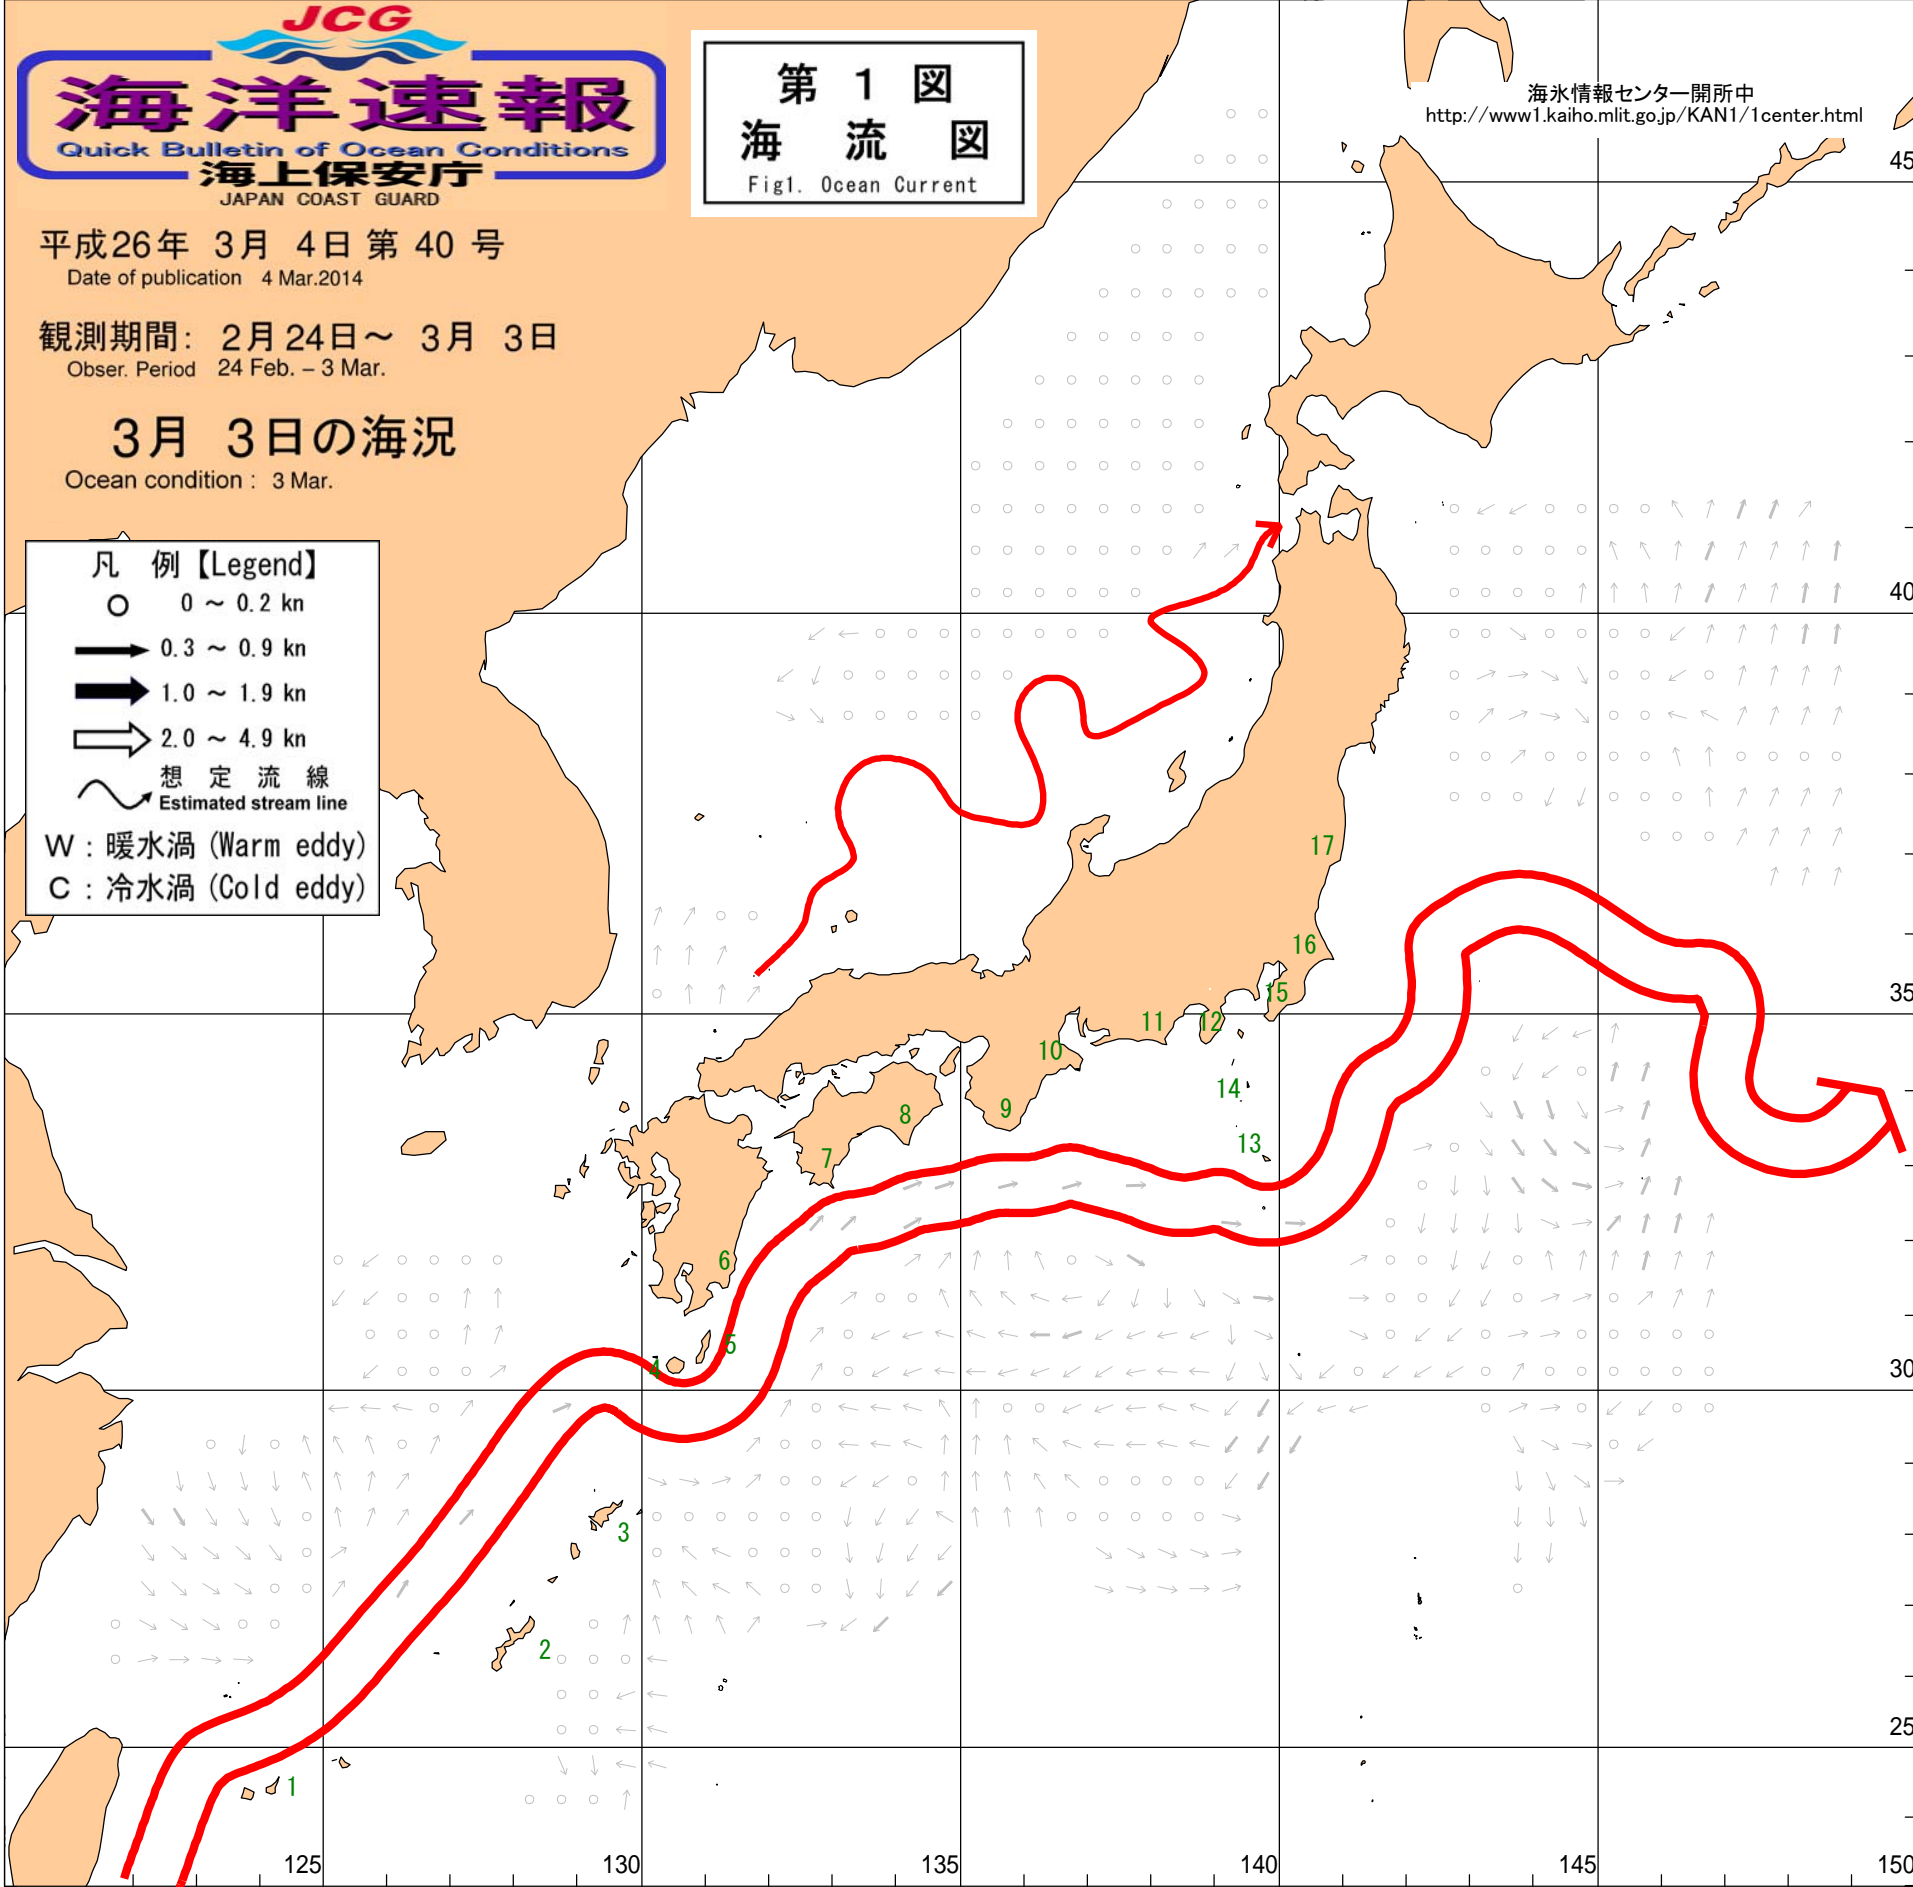 JCG
海洋速報
Quick Bulletin of Ocean Conditions
海上保安庁
JAPAN COAST GUARD
平成26年 3月 4日 第 40 号
Date of publication 4 Mar.2014
観測期間: 2月24日～ 3月 3日
Obser. Period 24 Feb. – 3 Mar.
3月 3日の海況
Ocean condition : 3 Mar.
第 1 図
海 流 図
Fig1. Ocean Current
海氷情報センター開所中
http://www1.kaiho.mlit.go.jp/KAN1/1center.html
凡 例【Legend】
0 ～ 0.2 kn
0.3 ～ 0.9 kn
1.0 ～ 1.9 kn
2.0 ～ 4.9 kn
想 定 流 線
Estimated stream line
W : 暖水渦 (Warm eddy)
C : 冷水渦 (Cold eddy)
45
40
35
30
25
17
16
15
11
12
10
14
9
8
13
7
6
5
4
3
2
1
125
130
135
140
145
150